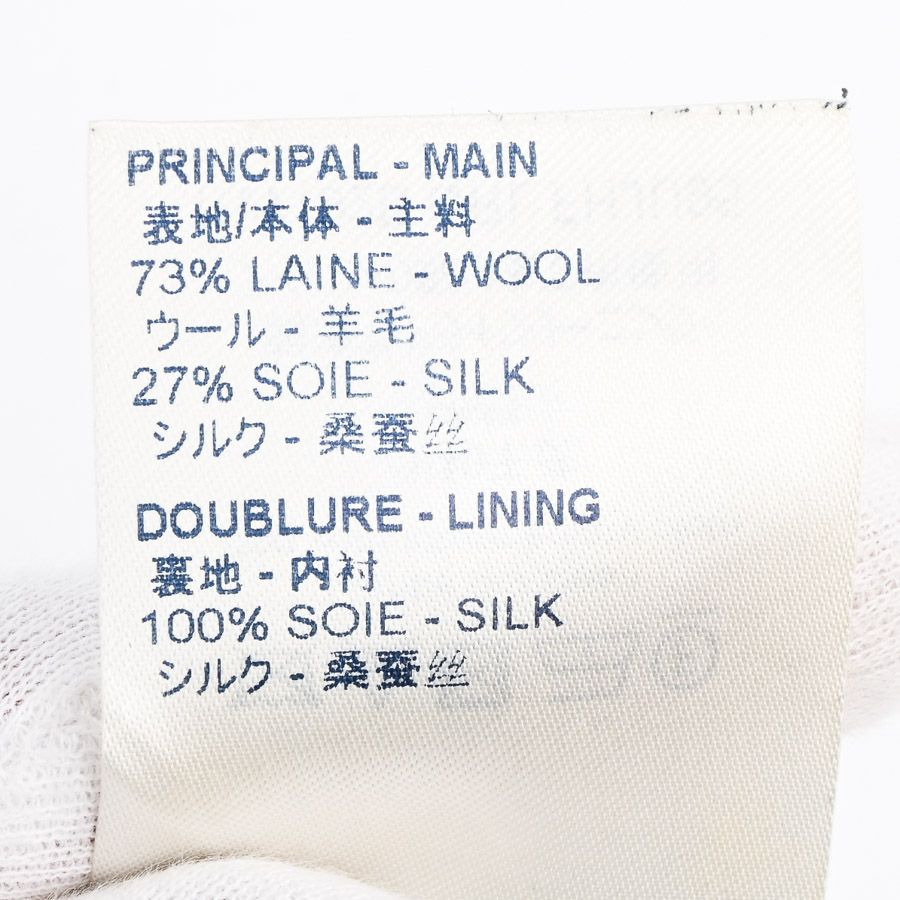 PRINCIPAL - MAIN
表地/本体 - 主料
73% LAINE - WOOL
ウール - 羊毛
27% SOIE - SILK
シルク - 桑蚕丝
DOUBLURE - LINING
裏地 - 内衬
100% SOIE - SILK
シルク - 桑蚕丝